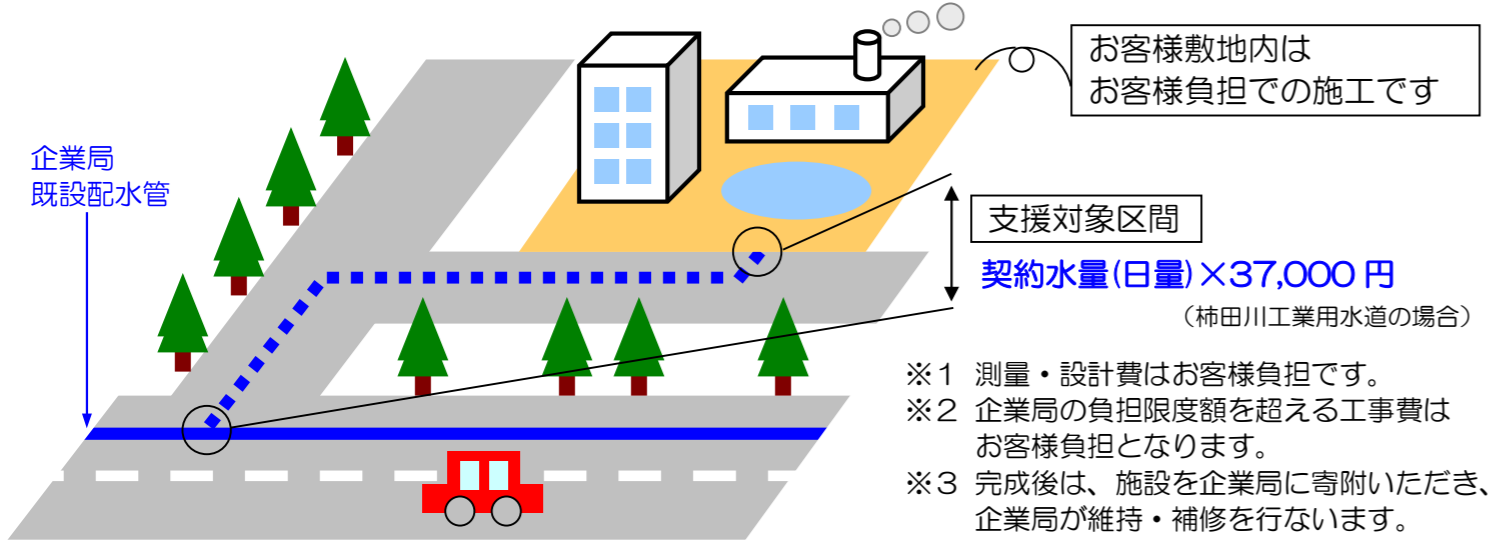 お客様敷地内は
お客様負担での施工です
企業局
既設配水管
支援対象区間
契約水量(日量)×37,000 円
（柿田川工業用水道の場合）
※1 測量・設計費はお客様負担です。
※2 企業局の負担限度額を超える工事費は
お客様負担となります。
※3 完成後は、施設を企業局に寄附いただき、
企業局が維持・補修を行ないます。